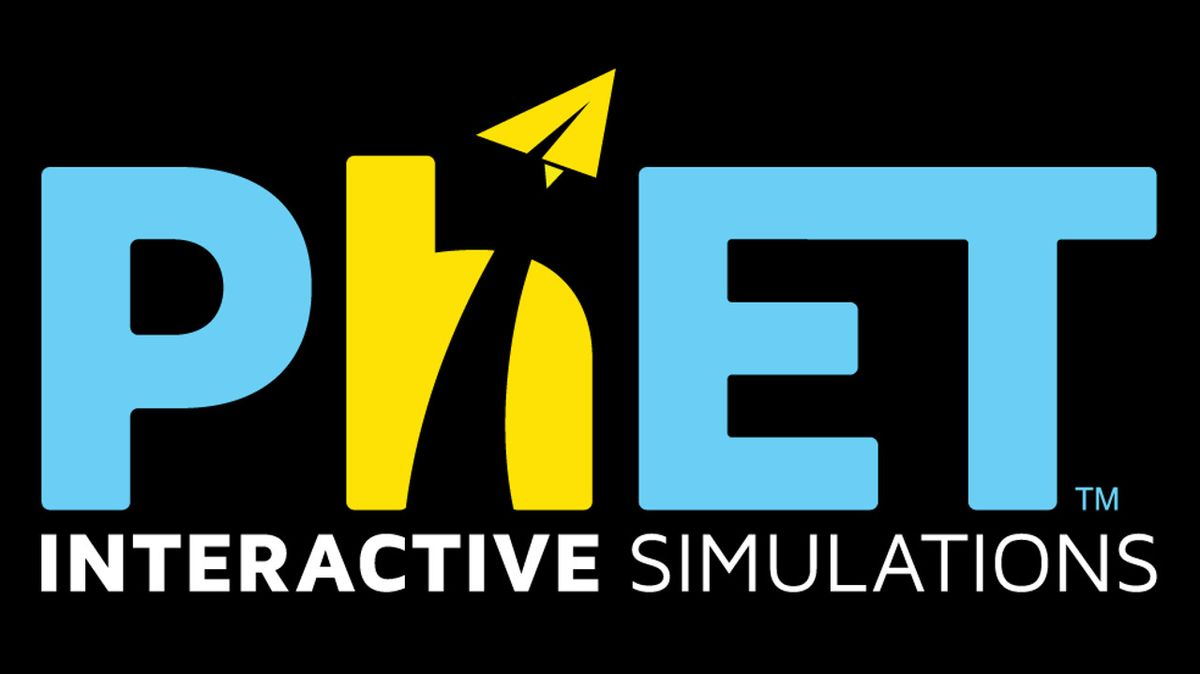 PhET™
INTERACTIVE SIMULATIONS